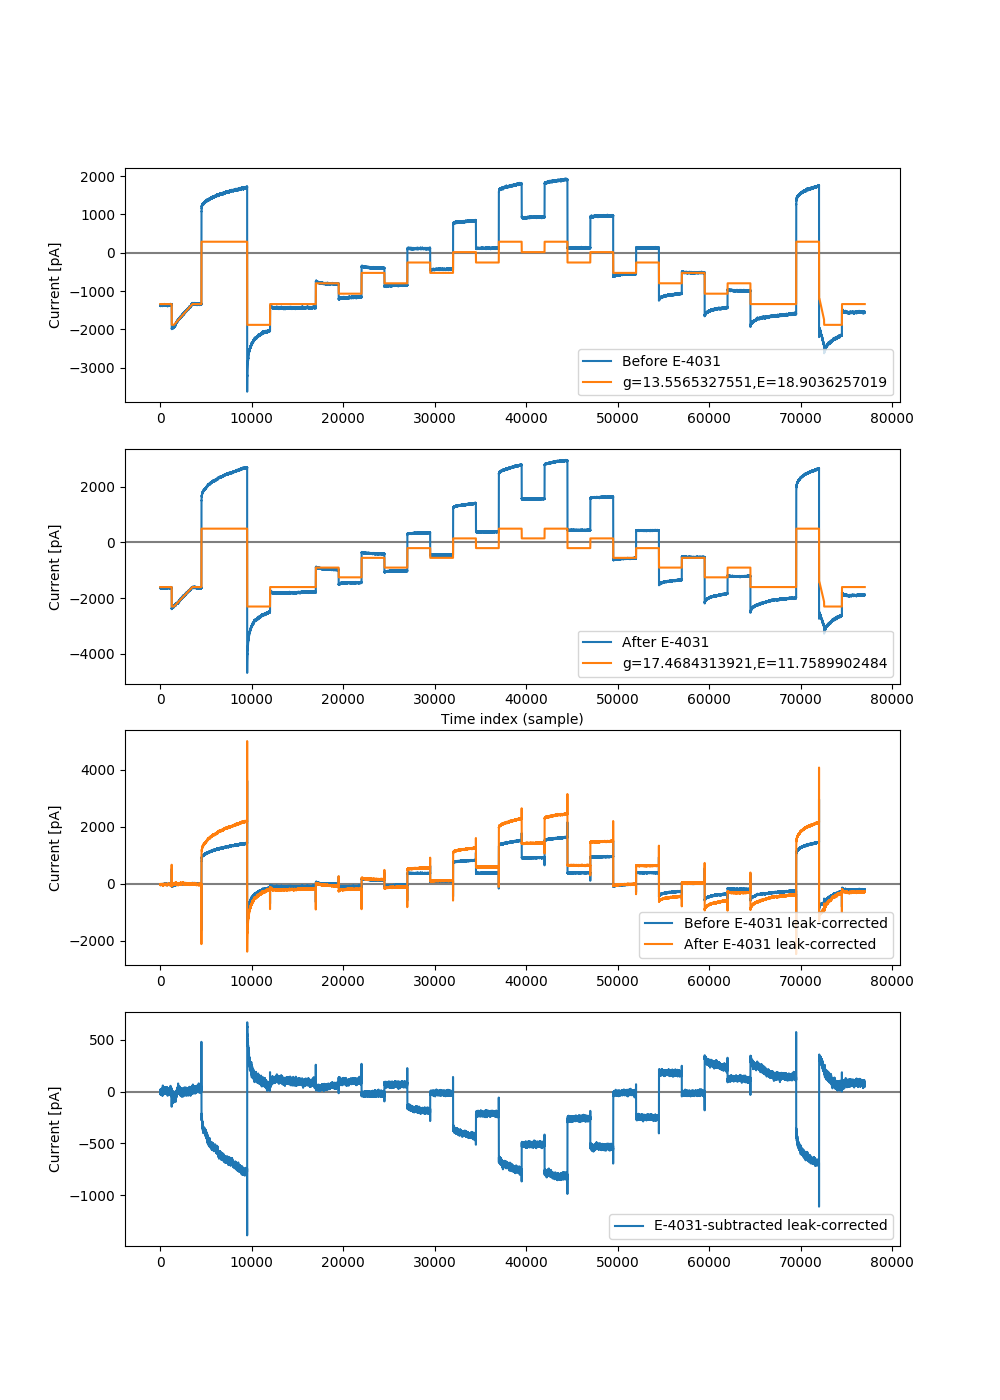 2000
1000
0
−1000
−2000
−3000
Current [pA]
Before E-4031
g=13.5565327551,E=18.9036257019
0 10000 20000 30000 40000 50000 60000 70000 80000
2000
0
−2000
−4000
Current [pA]
After E-4031
g=17.4684313921,E=11.7589902484
0 10000 20000 30000 40000 50000 60000 70000 80000
Time index (sample)
4000
2000
0
−2000
Current [pA]
Before E-4031 leak-corrected
After E-4031 leak-corrected
0 10000 20000 30000 40000 50000 60000 70000 80000
500
0
−500
−1000
Current [pA]
E-4031-subtracted leak-corrected
0 10000 20000 30000 40000 50000 60000 70000 80000